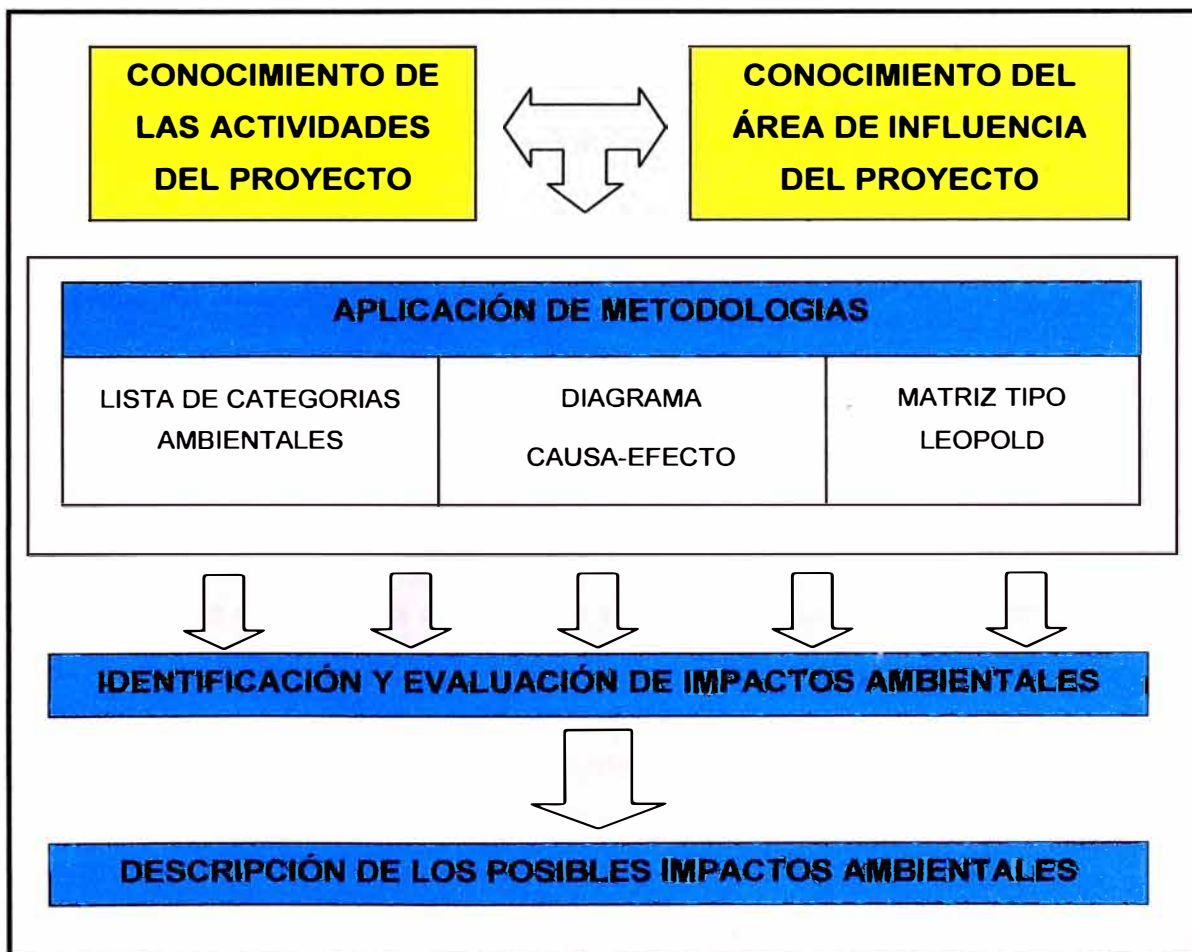 CONOCIMIENTO DE
LAS ACTIVIDADES
DEL PROYECTO
CONOCIMIENTO DEL
ÁREA DE INFLUENCIA
DEL PROYECTO
APLICACIÓN DE METODOLOGIAS
LISTA DE CATEGORIAS
AMBIENTALES
DIAGRAMA
CAUSA-EFECTO
MATRIZ TIPO
LEOPOLD
IDENTIFICACIÓN Y EVALUACIÓN DE IMPACTOS AMBIENTALES
DESCRIPCIÓN DE LOS POSIBLES IMPACTOS AMBIENTALES